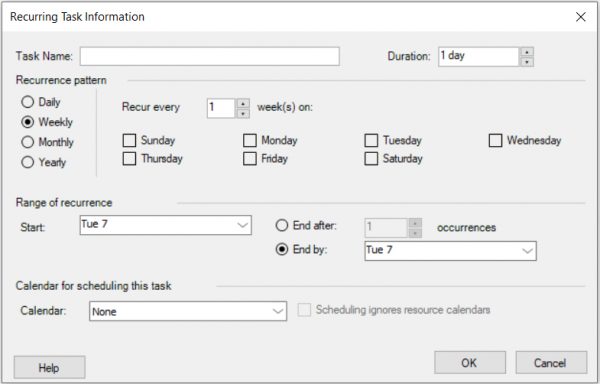 Recurring Task Information
Task Name: Duration: 1 day
Recurrence pattern
Daily Recur every 1 week(s) on:
Weekly
Monthly Sunday Monday Tuesday Wednesday
Yearly Thursday Friday Saturday
Range of recurrence
Start: Tue 7 End after: 1 occurrences
End by: Tue 7
Calendar for scheduling this task
Calendar: None Scheduling ignores resource calendars
Help OK Cancel